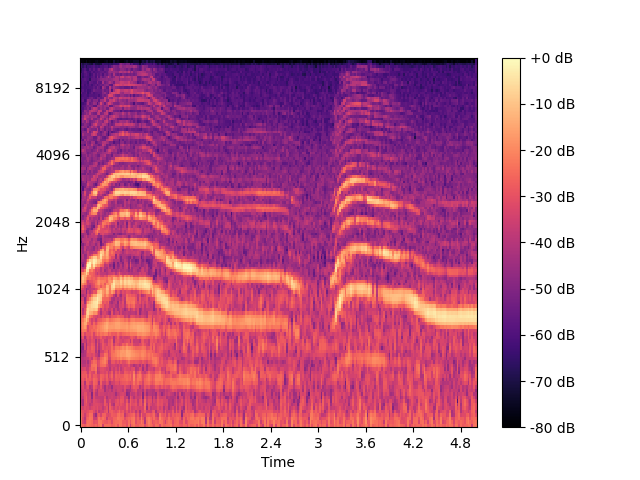 8192
4096
2048
1024
512
0
Hz
0 0.6 1.2 1.8 2.4 3 3.6 4.2 4.8
Time
+0 dB
-10 dB
-20 dB
-30 dB
-40 dB
-50 dB
-60 dB
-70 dB
-80 dB